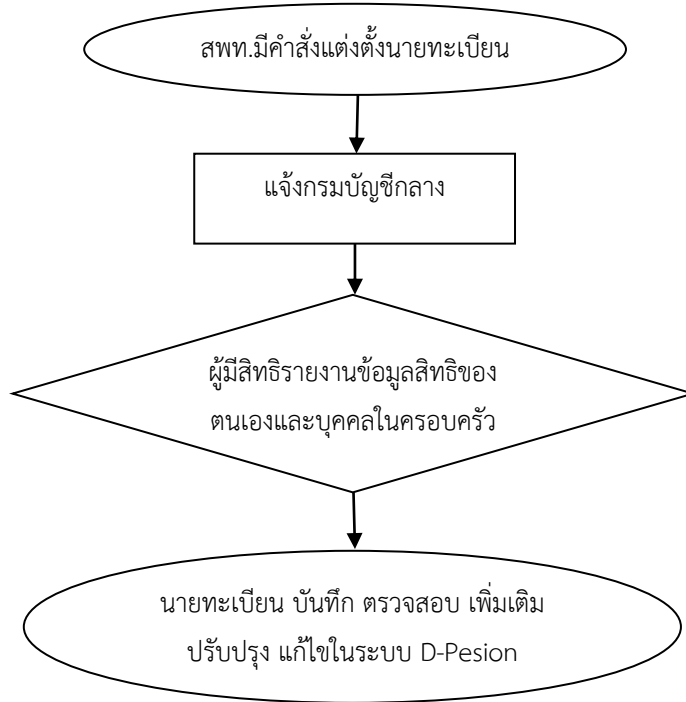 สพท.มีคำสั่งแต่งตั้งนายทะเบียน
แจ้งกรมบัญชีกลาง
ผู้มีสิทธิรายงานข้อมูลสิทธิของ
ตนเองและบุคคลในครอบครัว
นายทะเบียน บันทึก ตรวจสอบ เพิ่มเติม
ปรับปรุง แก้ไขในระบบ D-Pesion